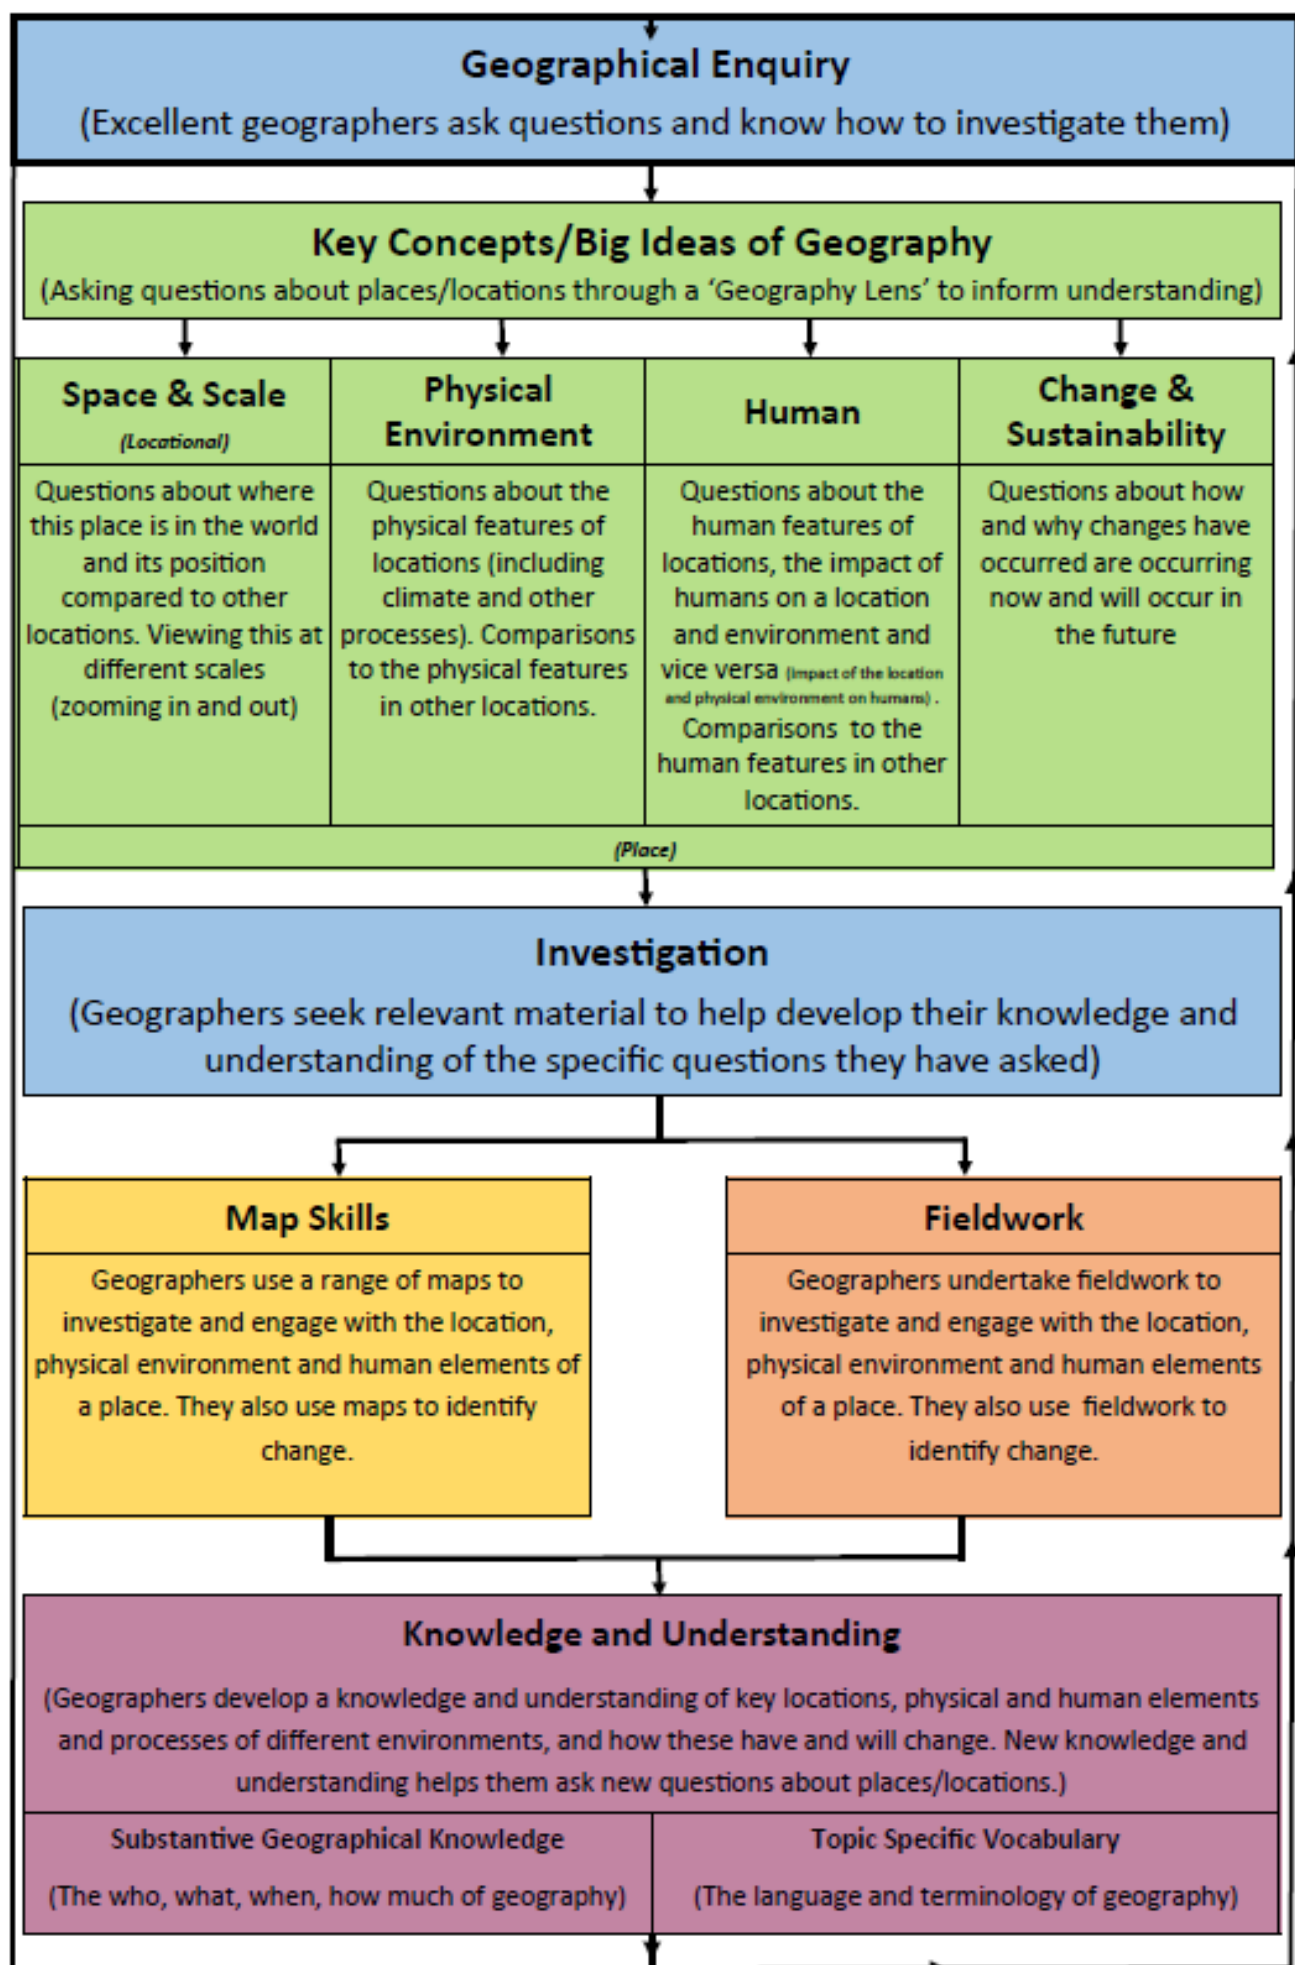 Geographical Enquiry
(Excellent geographers ask questions and know how to investigate them)
Key Concepts/Big Ideas of Geography
(Asking questions about places/locations through a ‘Geography Lens’ to inform understanding)
Space & Scale
(Locational)
Questions about where
this place is in the world
and its position
compared to other
locations. Viewing this at
different scales
(zooming in and out)
Physical
Environment
Questions about the
physical features of
locations (including
climate and other
processes). Comparisons
to the physical features
in other locations.
Human
Questions about the
human features of
locations, the impact of
humans on a location
and environment and
vice versa (impact of the location
and physical environment on humans) .
Comparisons to the
human features in other
locations.
Change &
Sustainability
Questions about how
and why changes have
occurred are occurring
now and will occur in
the future
(Place)
Investigation
(Geographers seek relevant material to help develop their knowledge and
understanding of the specific questions they have asked)
Map Skills
Geographers use a range of maps to
investigate and engage with the location,
physical environment and human elements of
a place. They also use maps to identify
change.
Fieldwork
Geographers undertake fieldwork to
investigate and engage with the location,
physical environment and human elements
of a place. They also use fieldwork to
identify change.
Knowledge and Understanding
(Geographers develop a knowledge and understanding of key locations, physical and human elements
and processes of different environments, and how these have and will change. New knowledge and
understanding helps them ask new questions about places/locations.)
Substantive Geographical Knowledge
(The who, what, when, how much of geography)
Topic Specific Vocabulary
(The language and terminology of geography)